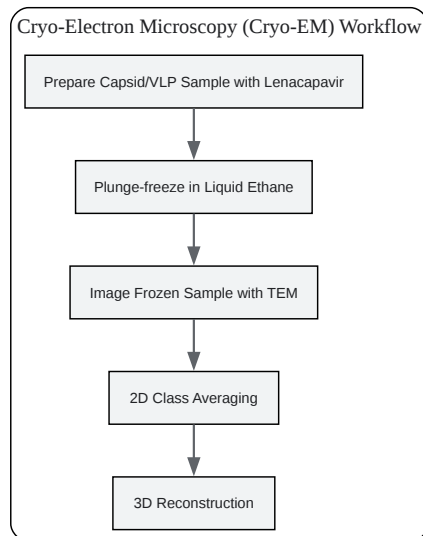 Cryo-Electron Microscopy (Cryo-EM) Workflow
Prepare Capsid/VLP Sample with Lenacapavir
Plunge-freeze in Liquid Ethane
Image Frozen Sample with TEM
2D Class Averaging
3D Reconstruction